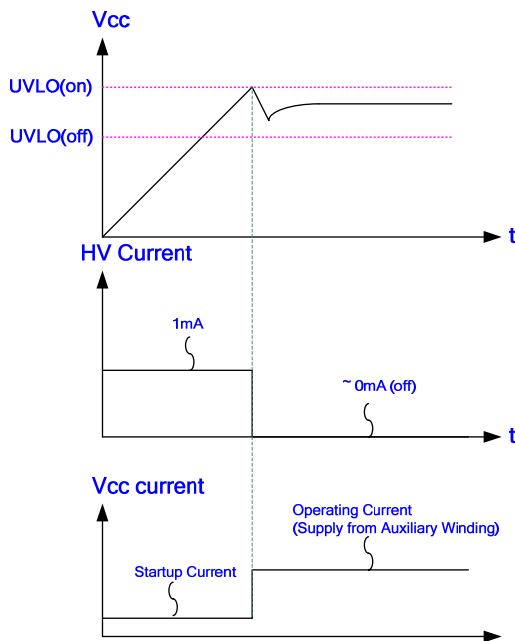 Vcc
UVLO(on)
UVLO(off)
t
HV Current
1mA
~ 0mA (off)
t
Vcc current
Operating Current
(Supply from Auxiliary Winding)
Startup Current